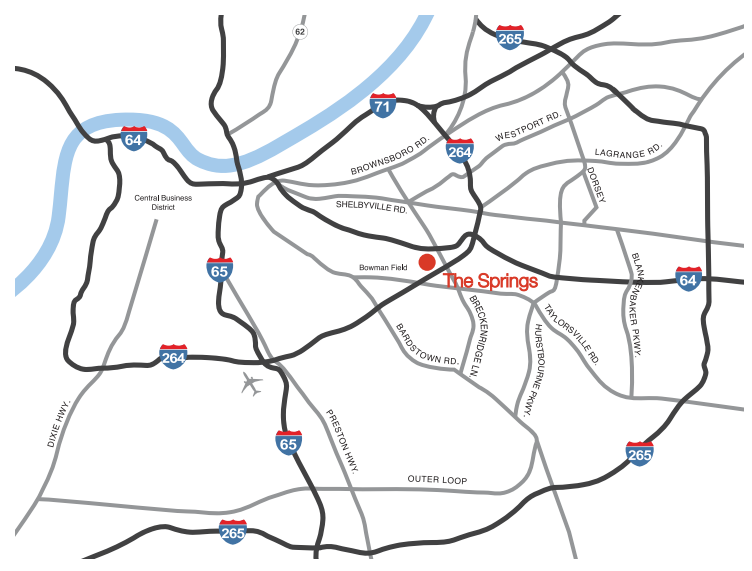 62
265
71
64
WESTPORT RD.
BROWNSBORO RD.
264
LAGRANGE RD.
DORSEY
Central Business
District
SHELBYVILLE RD.
65
Bowman Field
The Springs
BLANKENBAKER PKWY.
64
BRECKENRIDGE LN.
TAYLORSVILLE RD.
HURSTBOURNE PKWY.
BARDSTOWN RD.
264
DIXIE HWY.
PRESTON HWY.
65
265
OUTER LOOP
265